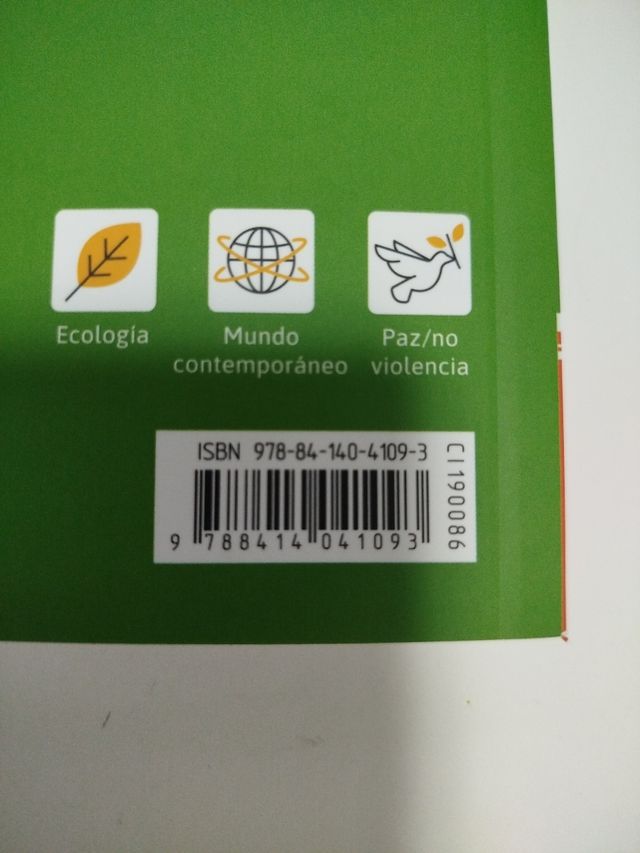 Ecología
Mundo
contemporáneo
Paz/no
violencia
ISBN 978-84-140-4109-3
9 788414 041093
CI190086